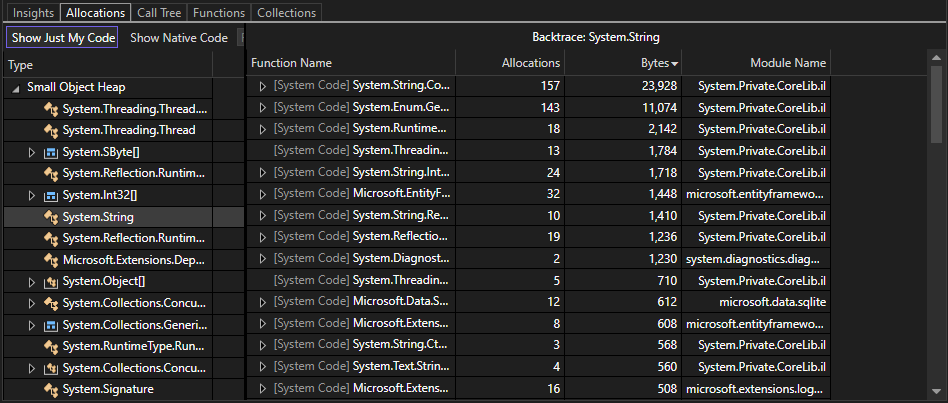 Insights Allocations Call Tree Functions Collections
Show Just My Code Show Native Code
Backtrace: System.String
Type
Function Name Allocations Bytes Module Name
Small Object Heap
System.Threading.Thread....
System.Threading.Thread
System.SByte[]
System.Reflection.Runtim...
System.Int32[]
System.String
System.Reflection.Runtim...
Microsoft.Extensions.Dep...
System.Object[]
System.Collections.Concu...
System.Collections.Generi...
System.RuntimeType.Run...
System.Collections.Concu...
System.Signature
[System Code] System.String.Co... 157 23,928 System.Private.CoreLib.il
[System Code] System.Enum.Ge... 143 11,074 System.Private.CoreLib.il
[System Code] System.Runtime... 18 2,142 System.Private.CoreLib.il
[System Code] System.Threadin... 13 1,784 System.Private.CoreLib.il
[System Code] System.String.Int... 24 1,718 System.Private.CoreLib.il
[System Code] Microsoft.EntityF... 32 1,448 microsoft.entityframewo...
[System Code] System.String.Re... 10 1,410 System.Private.CoreLib.il
[System Code] System.Reflectio... 19 1,236 System.Private.CoreLib.il
[System Code] System.Diagnost... 2 1,230 system.diagnostics.diag...
[System Code] System.Threadin... 5 710 System.Private.CoreLib.il
[System Code] Microsoft.Data.S... 12 612 microsoft.data.sqlite
[System Code] Microsoft.Extens... 8 608 microsoft.entityframewo...
[System Code] System.String.Ct... 3 568 System.Private.CoreLib.il
[System Code] System.Text.Strin... 4 560 System.Private.CoreLib.il
[System Code] Microsoft.Extens... 16 508 microsoft.extensions.log...